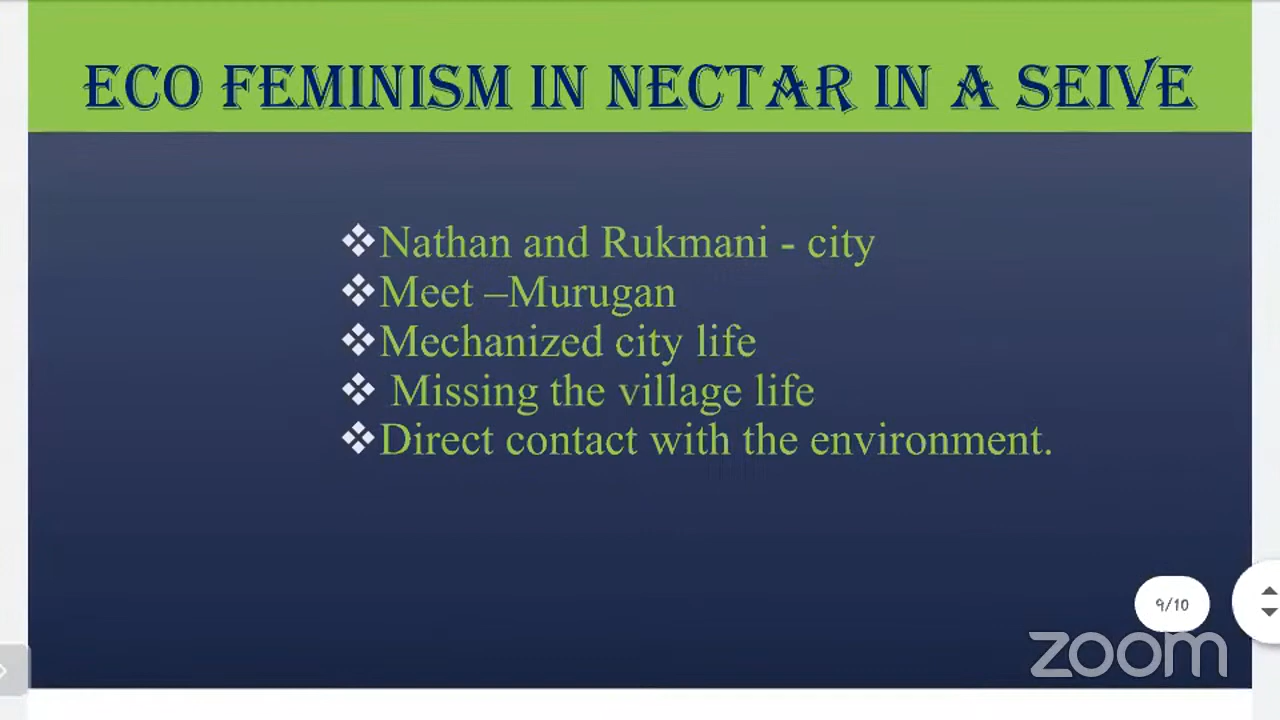 ECO FEMINISM IN NECTAR IN A SEIVE
❖Nathan and Rukmani - city
❖Meet –Murugan
❖Mechanized city life
❖ Missing the village life
❖Direct contact with the environment.
9/10
zoom